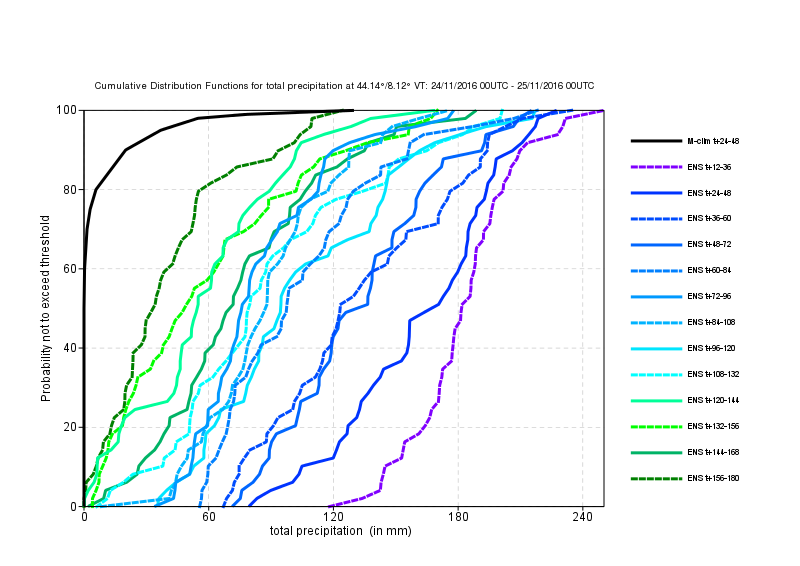 Cumulative Distribution Functions for total precipitation at 44.14°/8.12° VT: 24/11/2016 00UTC - 25/11/2016 00UTC
100
80
60
40
20
0
Probability not to exceed threshold
0
60
120
180
240
total precipitation (in mm)
M-clim t+24-48
ENS t+12-36
ENS t+24-48
ENS t+36-60
ENS t+48-72
ENS t+60-84
ENS t+72-96
ENS t+84-108
ENS t+96-120
ENS t+108-132
ENS t+120-144
ENS t+132-156
ENS t+144-168
ENS t+156-180